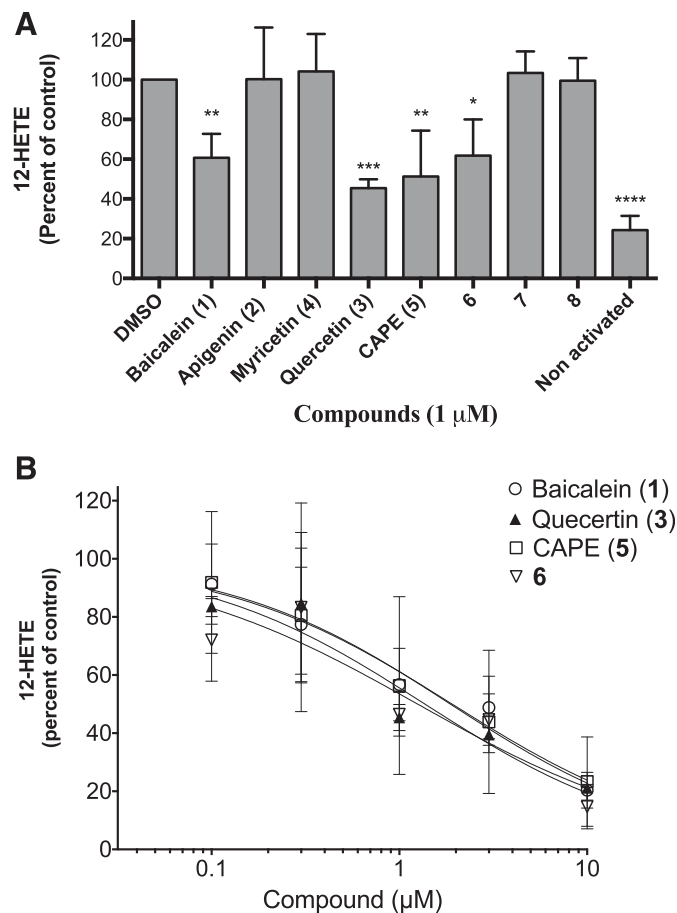 A
12-HETE
(Percent of control)
120
100
80
60
40
20
0
**
***
**
*
****
DMSO
Baicalein (1)
Apigenin (2)
Myricetin (4)
Quercetin (3)
CAPE (5)
6
7
8
Non activated
Compounds (1 μM)
B
12-HETE
(percent of control)
120
100
80
60
40
20
0
Baicalein (1)
Quecertin (3)
CAPE (5)
6
0.1
1
10
Compound (μM)